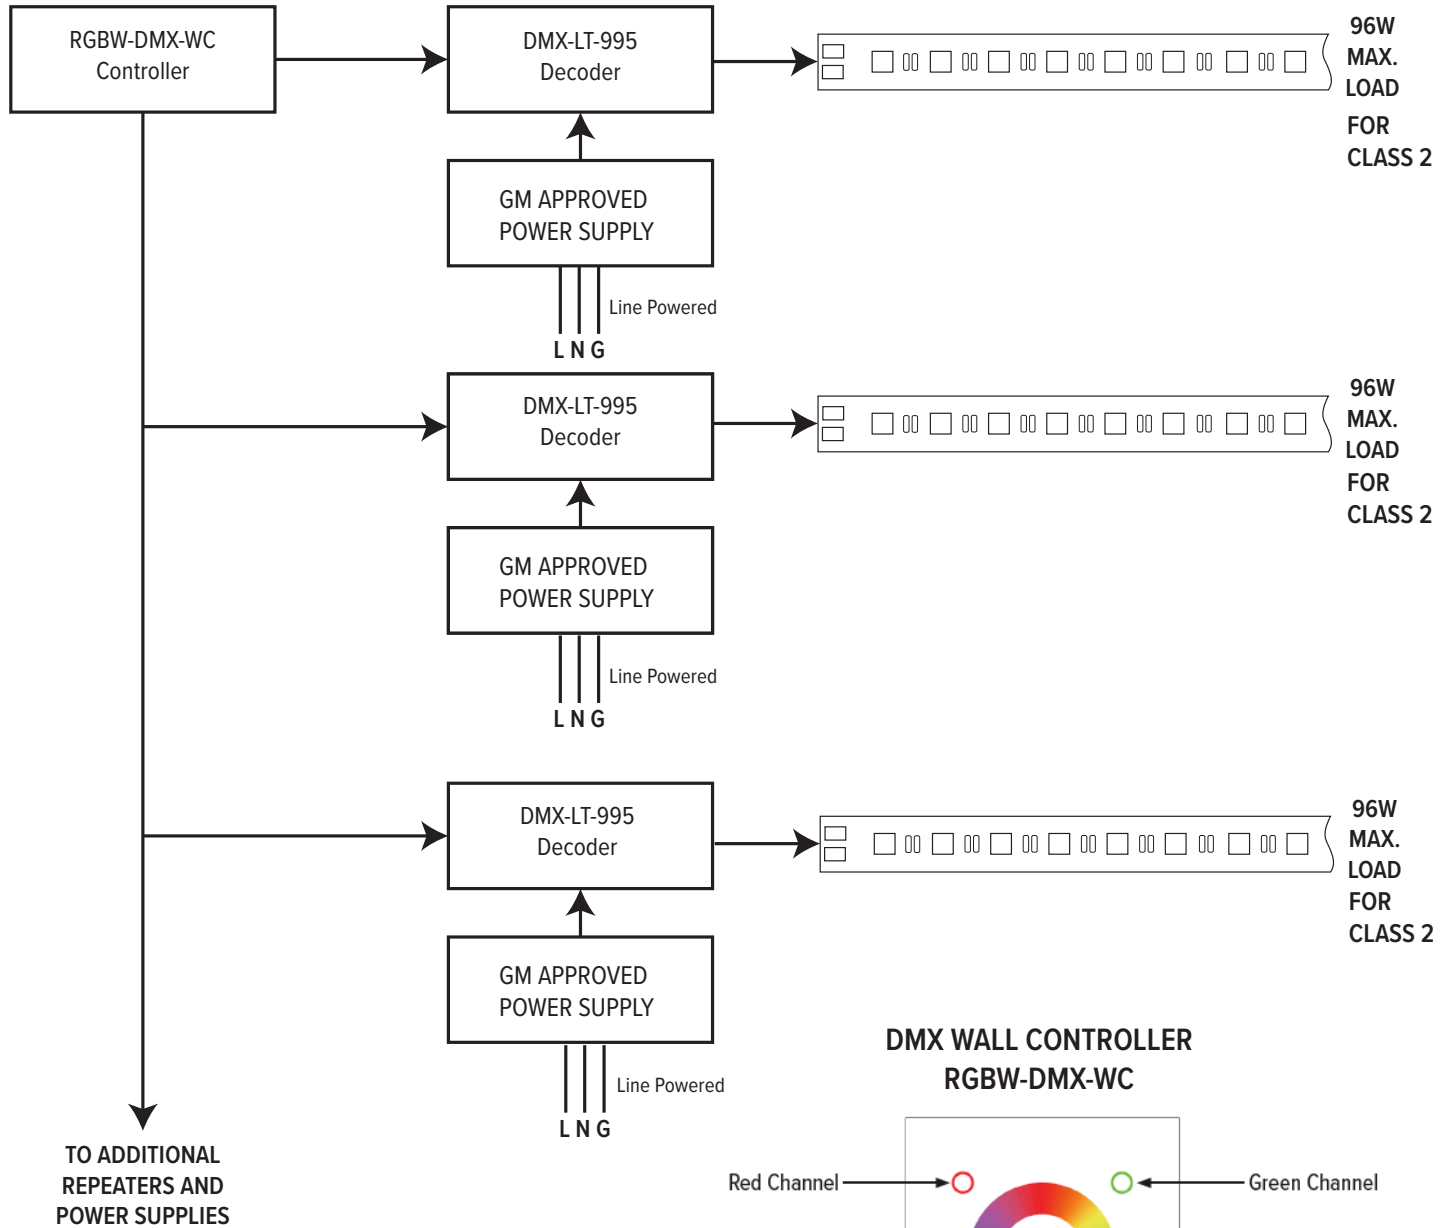 RGBW-DMX-WC
Controller
DMX-LT-995
Decoder
96W
MAX.
LOAD
FOR
CLASS 2
GM APPROVED
POWER SUPPLY
Line Powered
L N G
DMX-LT-995
Decoder
96W
MAX.
LOAD
FOR
CLASS 2
GM APPROVED
POWER SUPPLY
Line Powered
L N G
DMX-LT-995
Decoder
96W
MAX.
LOAD
FOR
CLASS 2
GM APPROVED
POWER SUPPLY
Line Powered
L N G
TO ADDITIONAL
REPEATERS AND
POWER SUPPLIES
DMX WALL CONTROLLER
RGBW-DMX-WC
Red Channel
Green Channel